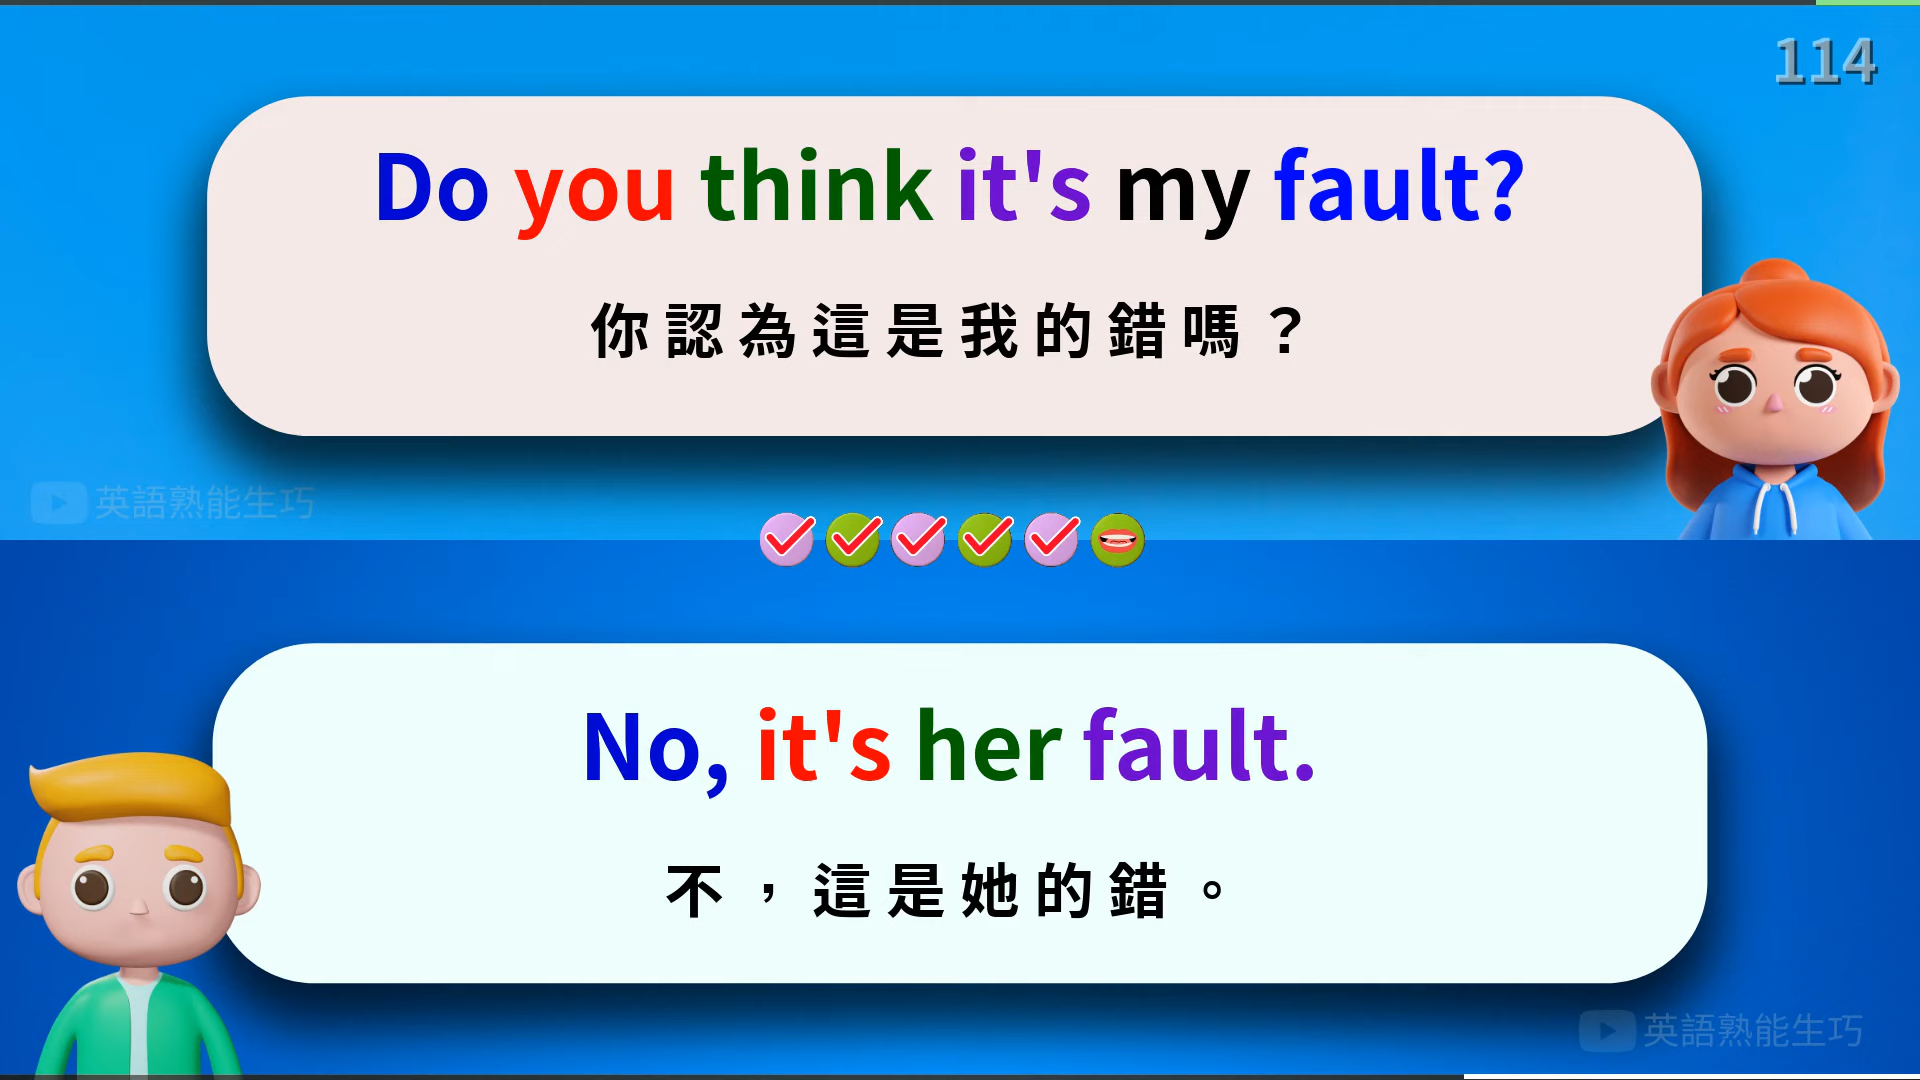 114
Do you think it's my fault?
你認為這是我的錯嗎？
英語熟能生巧
No, it's her fault.
不，這是她的錯。
英語熟能生巧